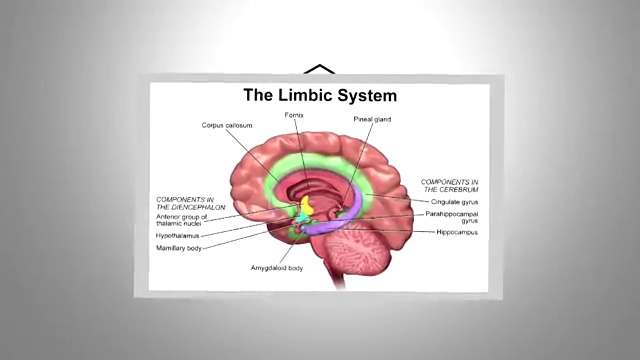 The Limbic System
Fornix
Pineal gland
Corpus callosum
COMPONENTS IN
THE CEREBRUM
Cingulate gyrus
Parahippocampal
gyrus
Hippocampus
COMPONENTS IN
THE DIENCEPHALON
Anterior group of
thalamic nuclei
Hypothalamus
Mamillary body
Amygdaloid body